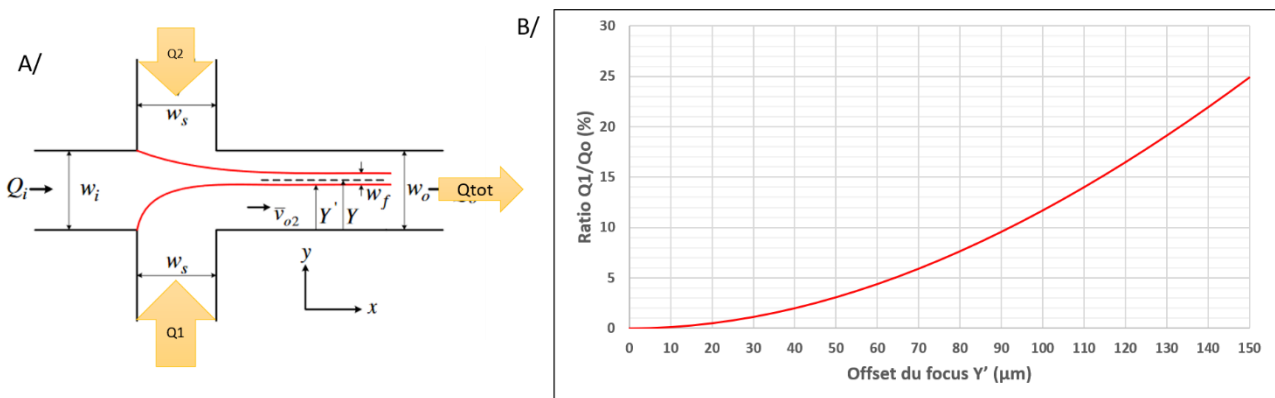 A/
Q2
w_s
Q_i
w_i
w_f
w_o
Qtot
v̄_o2
Y'
Y
w_s
y
x
Q1
B/
Ratio Q1/Qo (%)
30
25
20
15
10
5
0
0 10 20 30 40 50 60 70 80 90 100 110 120 130 140 150
Offset du focus Y’ (µm)